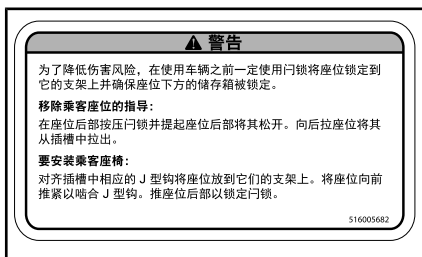 警告
为了降低伤害风险，在使用车辆之前一定使用闩锁将座位锁定到
它的支架上并确保座位下方的储存箱被锁定。
移除乘客座位的指导：
在座位后部按压闩锁并提起座位后部将其松开。向后拉座位将其
从插槽中拉出。
要安装乘客座椅：
对齐插槽中相应的 J 型钩将座位放到它们的支架上。将座位向前
推紧以啮合 J 型钩。推座位后部以锁定闩锁。
516005682